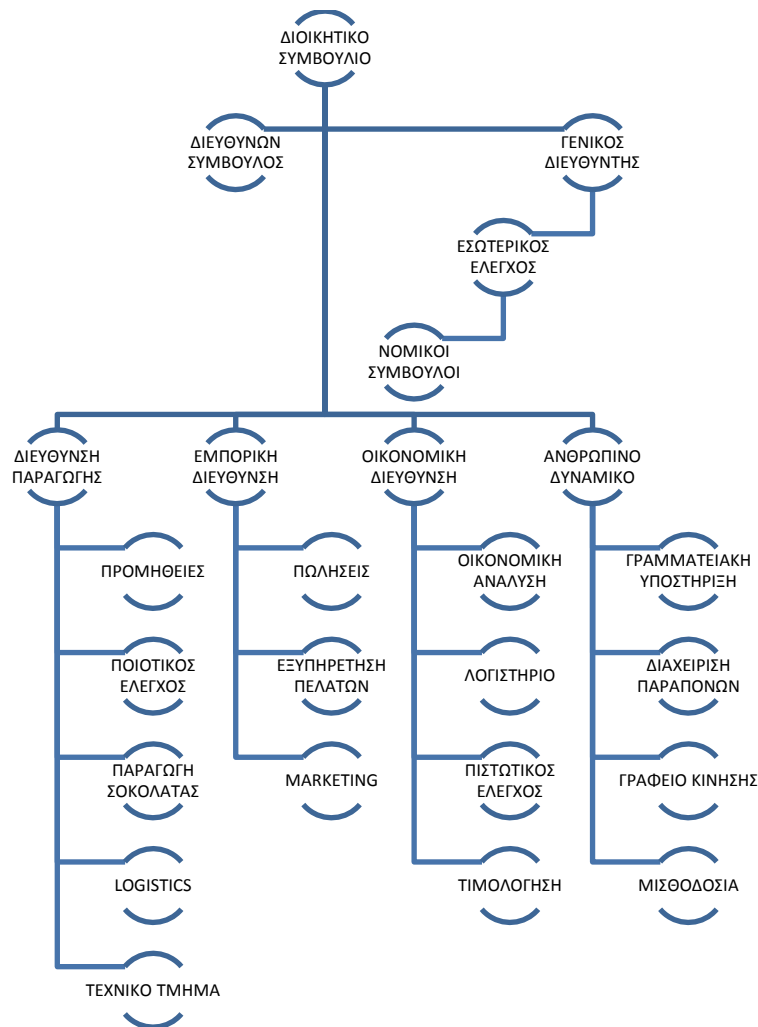 ΔΙΟΙΚΗΤΙΚΟ
ΣΥΜΒΟΥΛΙΟ
ΔΙΕΥΘΥΝΩΝ
ΣΥΜΒΟΥΛΟΣ
ΓΕΝΙΚΟΣ
ΔΙΕΥΘΥΝΤΗΣ
ΕΣΩΤΕΡΙΚΟΣ
ΕΛΕΓΧΟΣ
ΝΟΜΙΚΟΙ
ΣΥΜΒΟΥΛΟΙ
ΔΙΕΥΘΥΝΣΗ
ΠΑΡΑΓΩΓΗΣ
ΠΡΟΜΗΘΕΙΕΣ
ΠΟΙΟΤΙΚΟΣ
ΕΛΕΓΧΟΣ
ΠΑΡΑΓΩΓΗ
ΣΟΚΟΛΑΤΑΣ
LOGISTICS
ΤΕΧΝΙΚΟ ΤΜΗΜΑ
ΕΜΠΟΡΙΚΗ
ΔΙΕΥΘΥΝΣΗ
ΠΩΛΗΣΕΙΣ
ΕΞΥΠΗΡΕΤΗΣΗ
ΠΕΛΑΤΩΝ
MARKETING
ΟΙΚΟΝΟΜΙΚΗ
ΔΙΕΥΘΥΝΣΗ
ΟΙΚΟΝΟΜΙΚΗ
ΑΝΑΛΥΣΗ
ΛΟΓΙΣΤΗΡΙΟ
ΠΙΣΤΩΤΙΚΟΣ
ΕΛΕΓΧΟΣ
ΤΙΜΟΛΟΓΗΣΗ
ΑΝΘΡΩΠΙΝΟ
ΔΥΝΑΜΙΚΟ
ΓΡΑΜΜΑΤΕΙΑΚΗ
ΥΠΟΣΤΗΡΙΞΗ
ΔΙΑΧΕΙΡΙΣΗ
ΠΑΡΑΠΟΝΩΝ
ΓΡΑΦΕΙΟ ΚΙΝΗΣΗΣ
ΜΙΣΘΟΔΟΣΙΑ